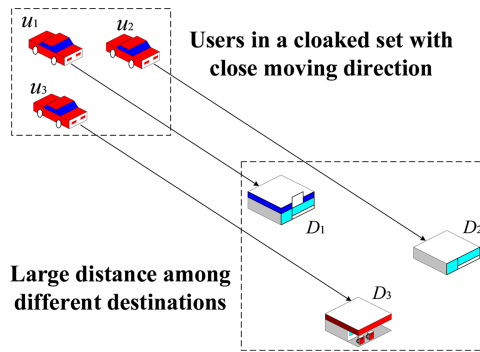 u1
u2
Users in a cloaked set with
close moving direction
u3
D1
D2
Large distance among
different destinations
D3